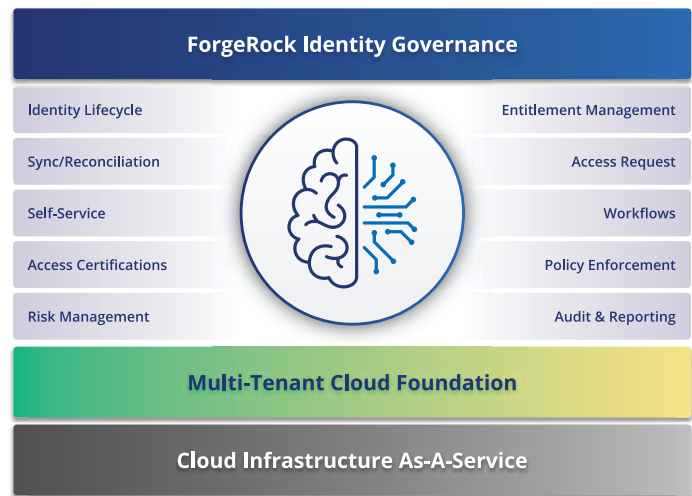 ForgeRock Identity Governance
Identity Lifecycle
Entitlement Management
Sync/Reconciliation
Access Request
Self-Service
Workflows
Access Certifications
Policy Enforcement
Risk Management
Audit & Reporting
Multi-Tenant Cloud Foundation
Cloud Infrastructure As-A-Service